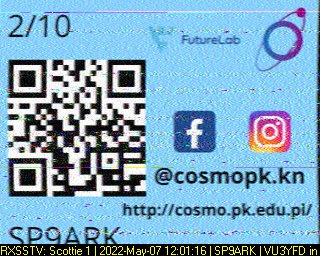 2/10
FutureLab
@cosmopk.kn
http://cosmo.pk.edu.pl/
SP9ARK
RXSSTV: Scottie 1 | 2022-May-07 12:01:16 | SP9ARK | VU3YFD in